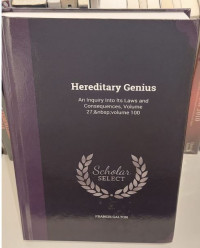 Hereditary Genius
An Inquiry Into Its Laws and
Consequences, Volume
27;&nbsp;volume 100
Scholar
SELECT
FRANCIS GALTON